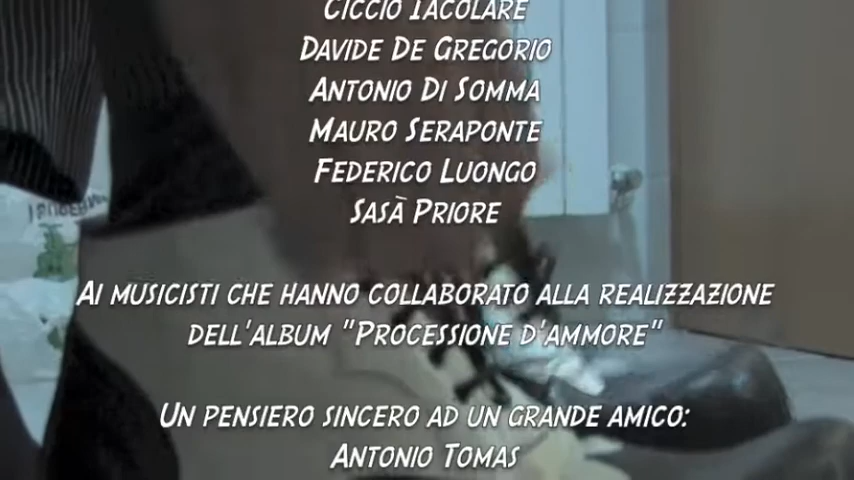 CICCIO IACOLARE
DAVIDE DE GREGORIO
ANTONIO DI SOMMA
MAURO SERAPONTE
FEDERICO LUONGO
SASÀ PRIORE
AI MUSICISTI CHE HANNO COLLABORATO ALLA REALIZZAZIONE
DELL'ALBUM "PROCESSIONE D'AMMORE"
UN PENSIERO SINCERO AD UN GRANDE AMICO:
ANTONIO TOMAS